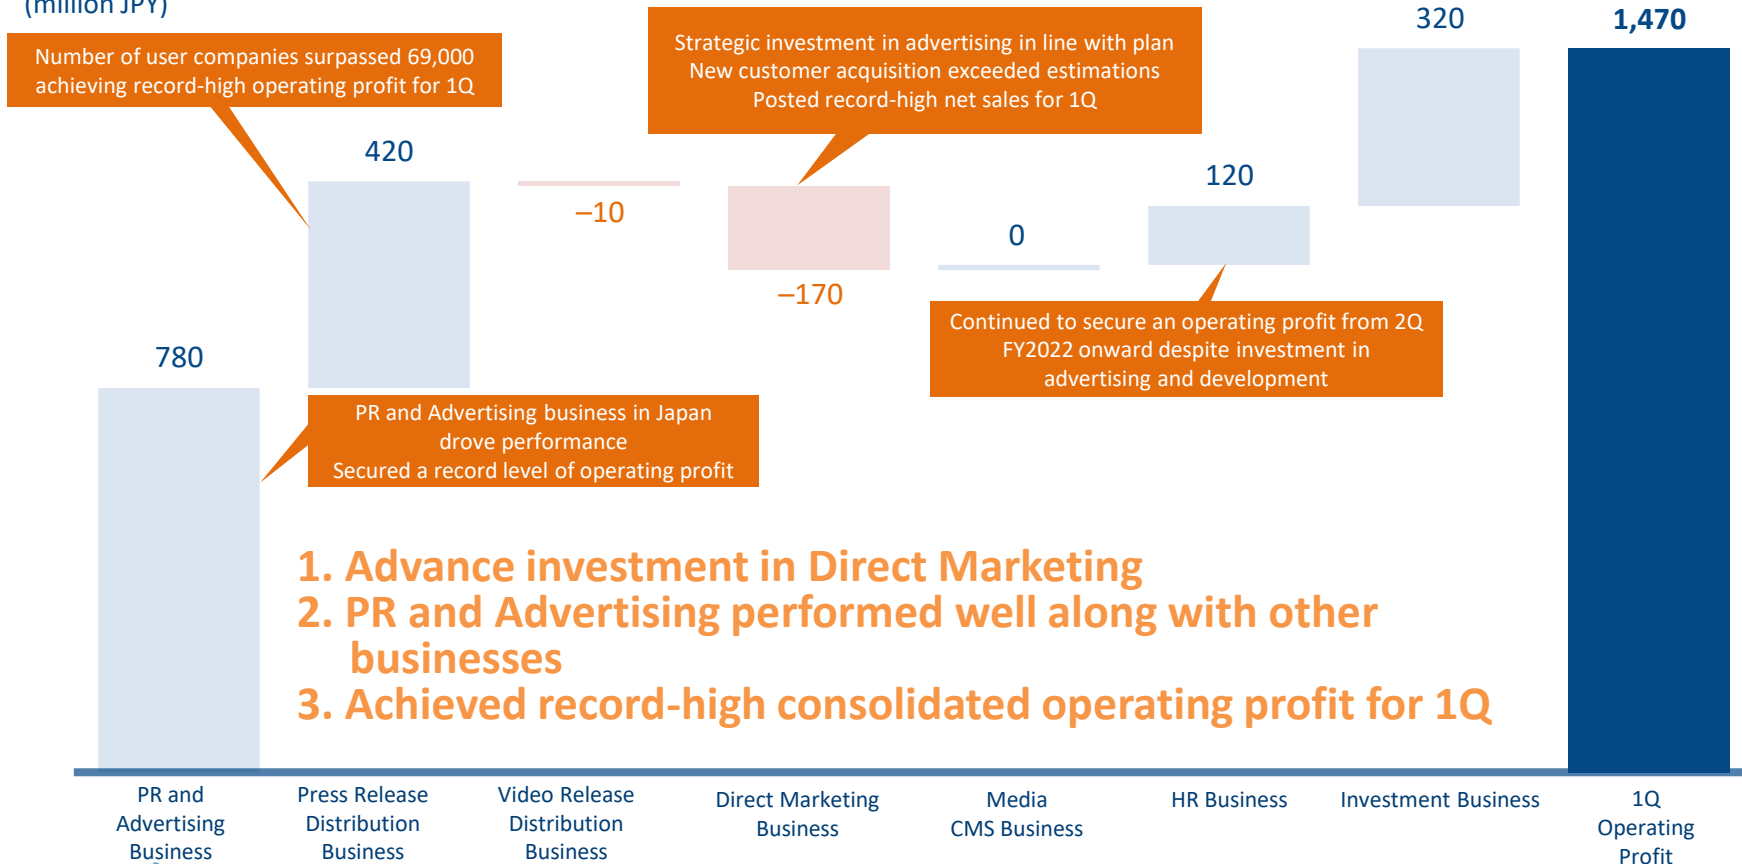 (million JPY)
Number of user companies surpassed 69,000
achieving record-high operating profit for 1Q
Strategic investment in advertising in line with plan
New customer acquisition exceeded estimations
Posted record-high net sales for 1Q
320
1,470
420
–10
–170
0
120
780
Continued to secure an operating profit from 2Q
FY2022 onward despite investment in
advertising and development
PR and Advertising business in Japan
drove performance
Secured a record level of operating profit
1. Advance investment in Direct Marketing
2. PR and Advertising performed well along with other
businesses
3. Achieved record-high consolidated operating profit for 1Q
PR and
Advertising
Business
Press Release
Distribution
Business
Video Release
Distribution
Business
Direct Marketing
Business
Media
CMS Business
HR Business
Investment Business
1Q
Operating
Profit